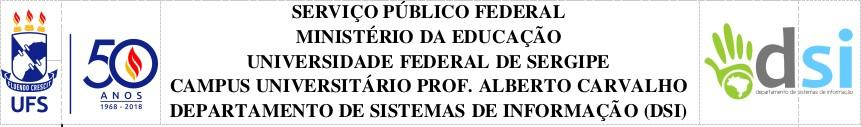 SERVIÇO PÚBLICO FEDERAL
MINISTÉRIO DA EDUCAÇÃO
UNIVERSIDADE FEDERAL DE SERGIPE
CAMPUS UNIVERSITÁRIO PROF. ALBERTO CARVALHO
DEPARTAMENTO DE SISTEMAS DE INFORMAÇÃO (DSI)
UFS
50
ANOS
1968 - 2018
dsi
departamento de sistemas de informação